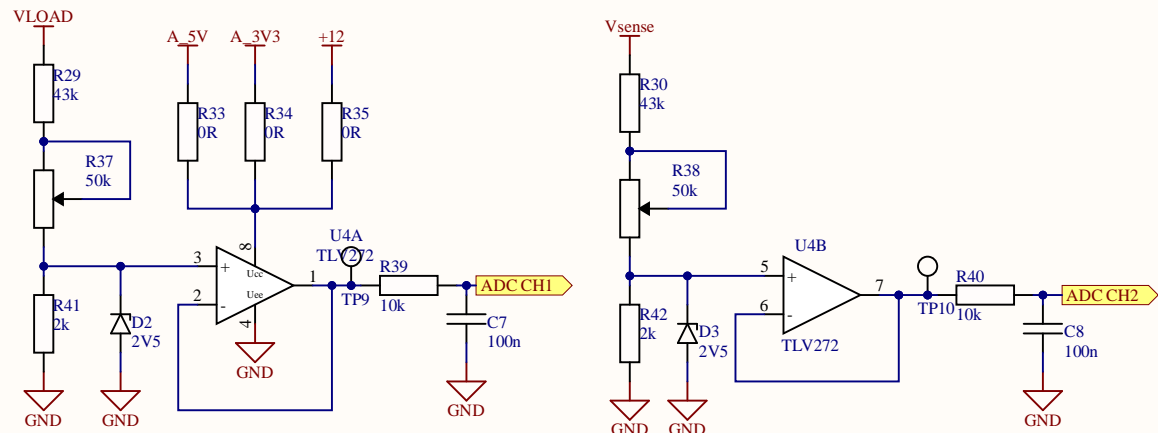 VLOAD
R29
43k
R37
50k
R41
2k
GND
D2
2V5
GND
A_5V
A_3V3
+12
R33
0R
R34
0R
R35
0R
3
+
2
-
8
Ucc
Uee
4
GND
1
U4A
TLV272
TP9
R39
10k
ADC CH1
C7
100n
GND
Vsense
R30
43k
R38
50k
R42
2k
GND
D3
2V5
GND
5
+
6
-
U4B
7
TLV272
TP10
R40
10k
ADC CH2
C8
100n
GND